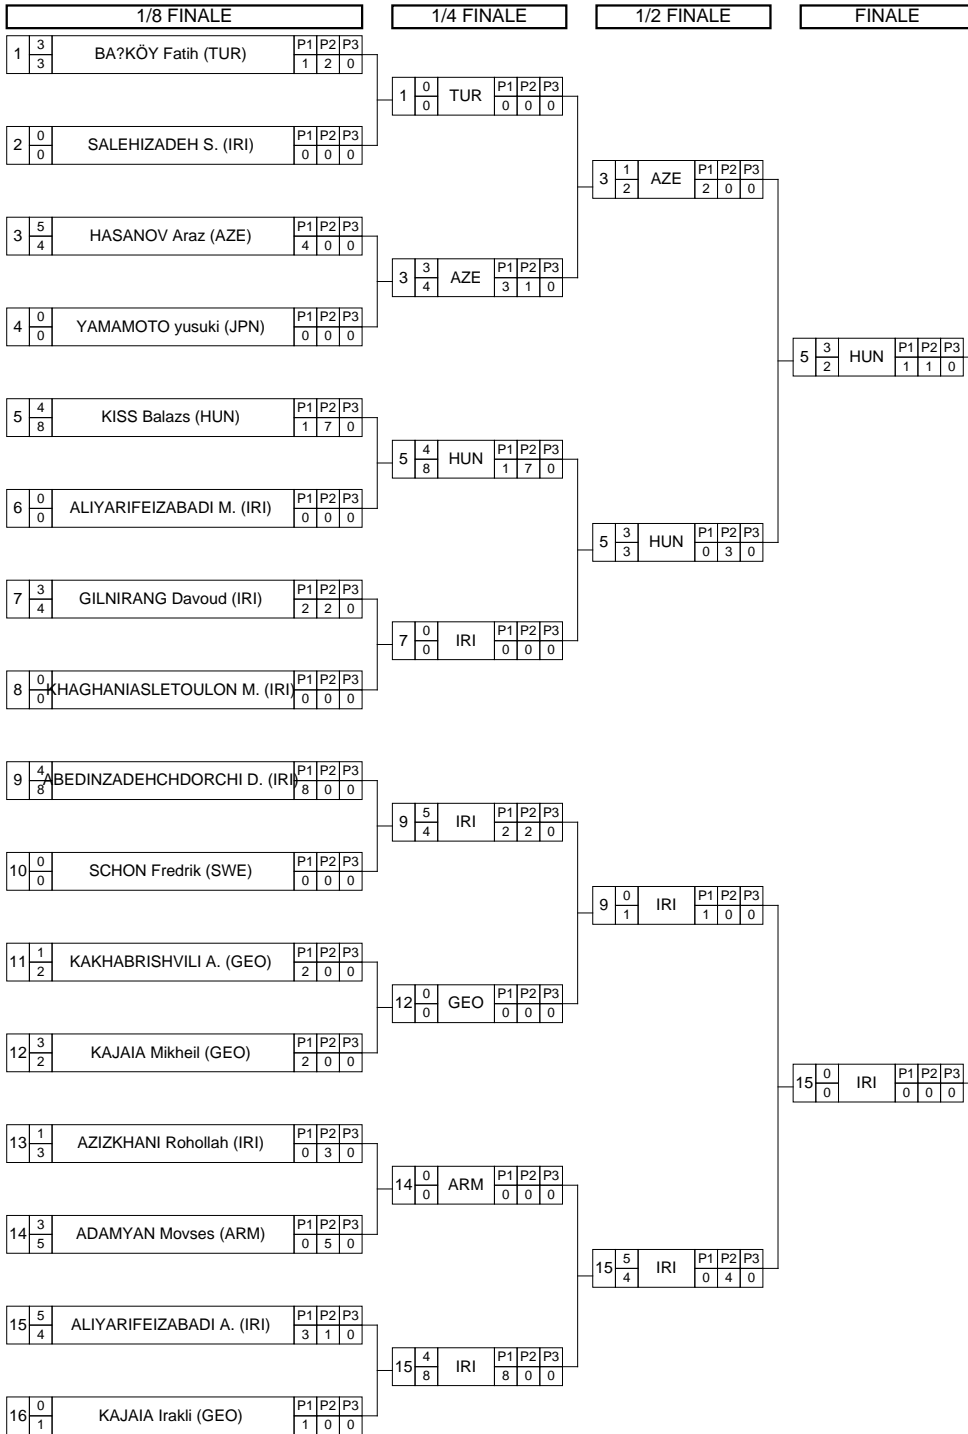 1/8 FINALE 1/4 FINALE 1/2 FINALE FINALE
1 3 3 BA?KÖY Fatih (TUR) P1 P2 P3 1 2 0
1 0 0 TUR P1 P2 P3 0 0 0
2 0 0 SALEHIZADEH S. (IRI) P1 P2 P3 0 0 0
3 1 2 AZE P1 P2 P3 2 0 0
3 5 4 HASANOV Araz (AZE) P1 P2 P3 4 0 0
3 3 4 AZE P1 P2 P3 3 1 0
4 0 0 YAMAMOTO yusuki (JPN) P1 P2 P3 0 0 0
5 3 2 HUN P1 P2 P3 1 1 0
5 4 8 KISS Balazs (HUN) P1 P2 P3 1 7 0
5 4 8 HUN P1 P2 P3 1 7 0
6 0 0 ALIYARIFEIZABADI M. (IRI) P1 P2 P3 0 0 0
5 3 3 HUN P1 P2 P3 0 3 0
7 3 4 GILNIRANG Davoud (IRI) P1 P2 P3 2 2 0
7 0 0 IRI P1 P2 P3 0 0 0
8 0 0 KHAGHANIASLETOULON M. (IRI) P1 P2 P3 0 0 0
9 4 8 ABEDINZADEHCHDORCHI D. (IRI) P1 P2 P3 8 0 0
9 5 4 IRI P1 P2 P3 2 2 0
10 0 0 SCHON Fredrik (SWE) P1 P2 P3 0 0 0
9 0 1 IRI P1 P2 P3 1 0 0
11 1 2 KAKHABRISHVILI A. (GEO) P1 P2 P3 2 0 0
12 0 0 GEO P1 P2 P3 0 0 0
12 3 2 KAJAIA Mikheil (GEO) P1 P2 P3 2 0 0
15 0 0 IRI P1 P2 P3 0 0 0
13 1 3 AZIZKHANI Rohollah (IRI) P1 P2 P3 0 3 0
14 0 0 ARM P1 P2 P3 0 0 0
14 3 5 ADAMYAN Movses (ARM) P1 P2 P3 0 5 0
15 5 4 IRI P1 P2 P3 0 4 0
15 5 4 ALIYARIFEIZABADI A. (IRI) P1 P2 P3 3 1 0
15 4 8 IRI P1 P2 P3 8 0 0
16 0 1 KAJAIA Irakli (GEO) P1 P2 P3 1 0 0